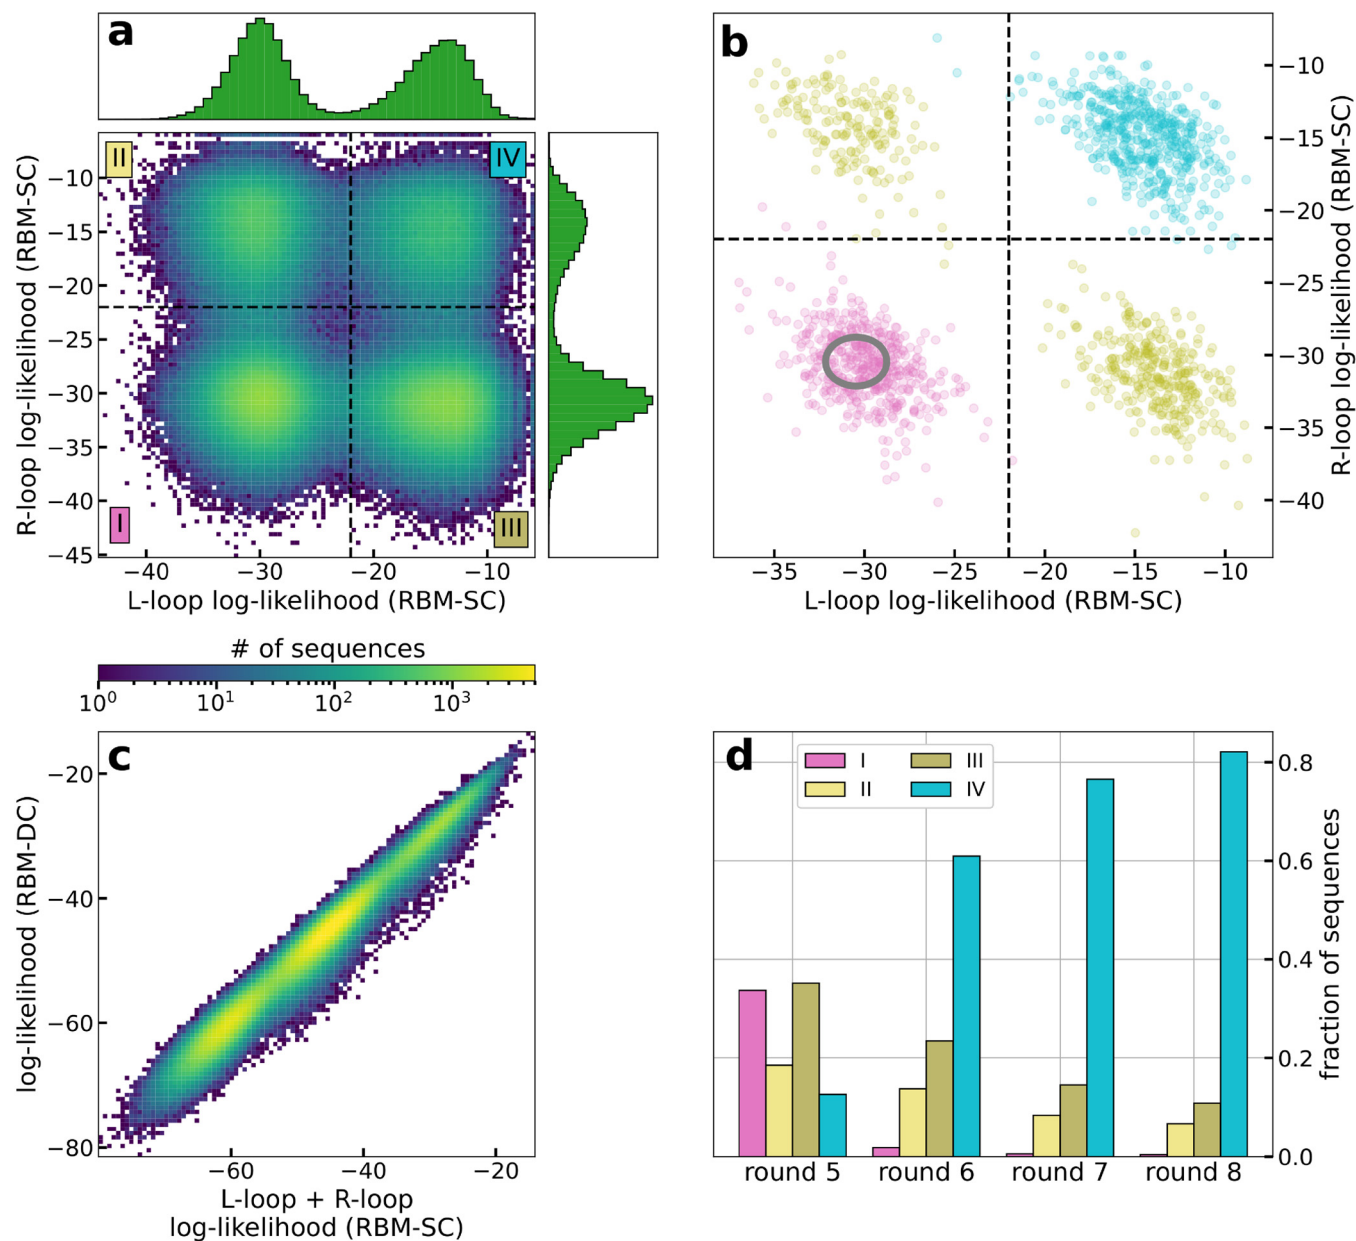 a
II
IV
I
III
−10
−15
−20
−25
−30
−35
−40
−45
R-loop log-likelihood (RBM-SC)
−40 −30 −20 −10
L-loop log-likelihood (RBM-SC)
b
−10
−15
−20
−25
−30
−35
−40
R-loop log-likelihood (RBM-SC)
−35 −30 −25 −20 −15 −10
L-loop log-likelihood (RBM-SC)
# of sequences
10⁰ 10¹ 10² 10³
c
−20
−40
−60
−80
log-likelihood (RBM-DC)
−60 −40 −20
L-loop + R-loop
log-likelihood (RBM-SC)
d
I III
II IV
0.8
0.6
0.4
0.2
0.0
fraction of sequences
round 5 round 6 round 7 round 8